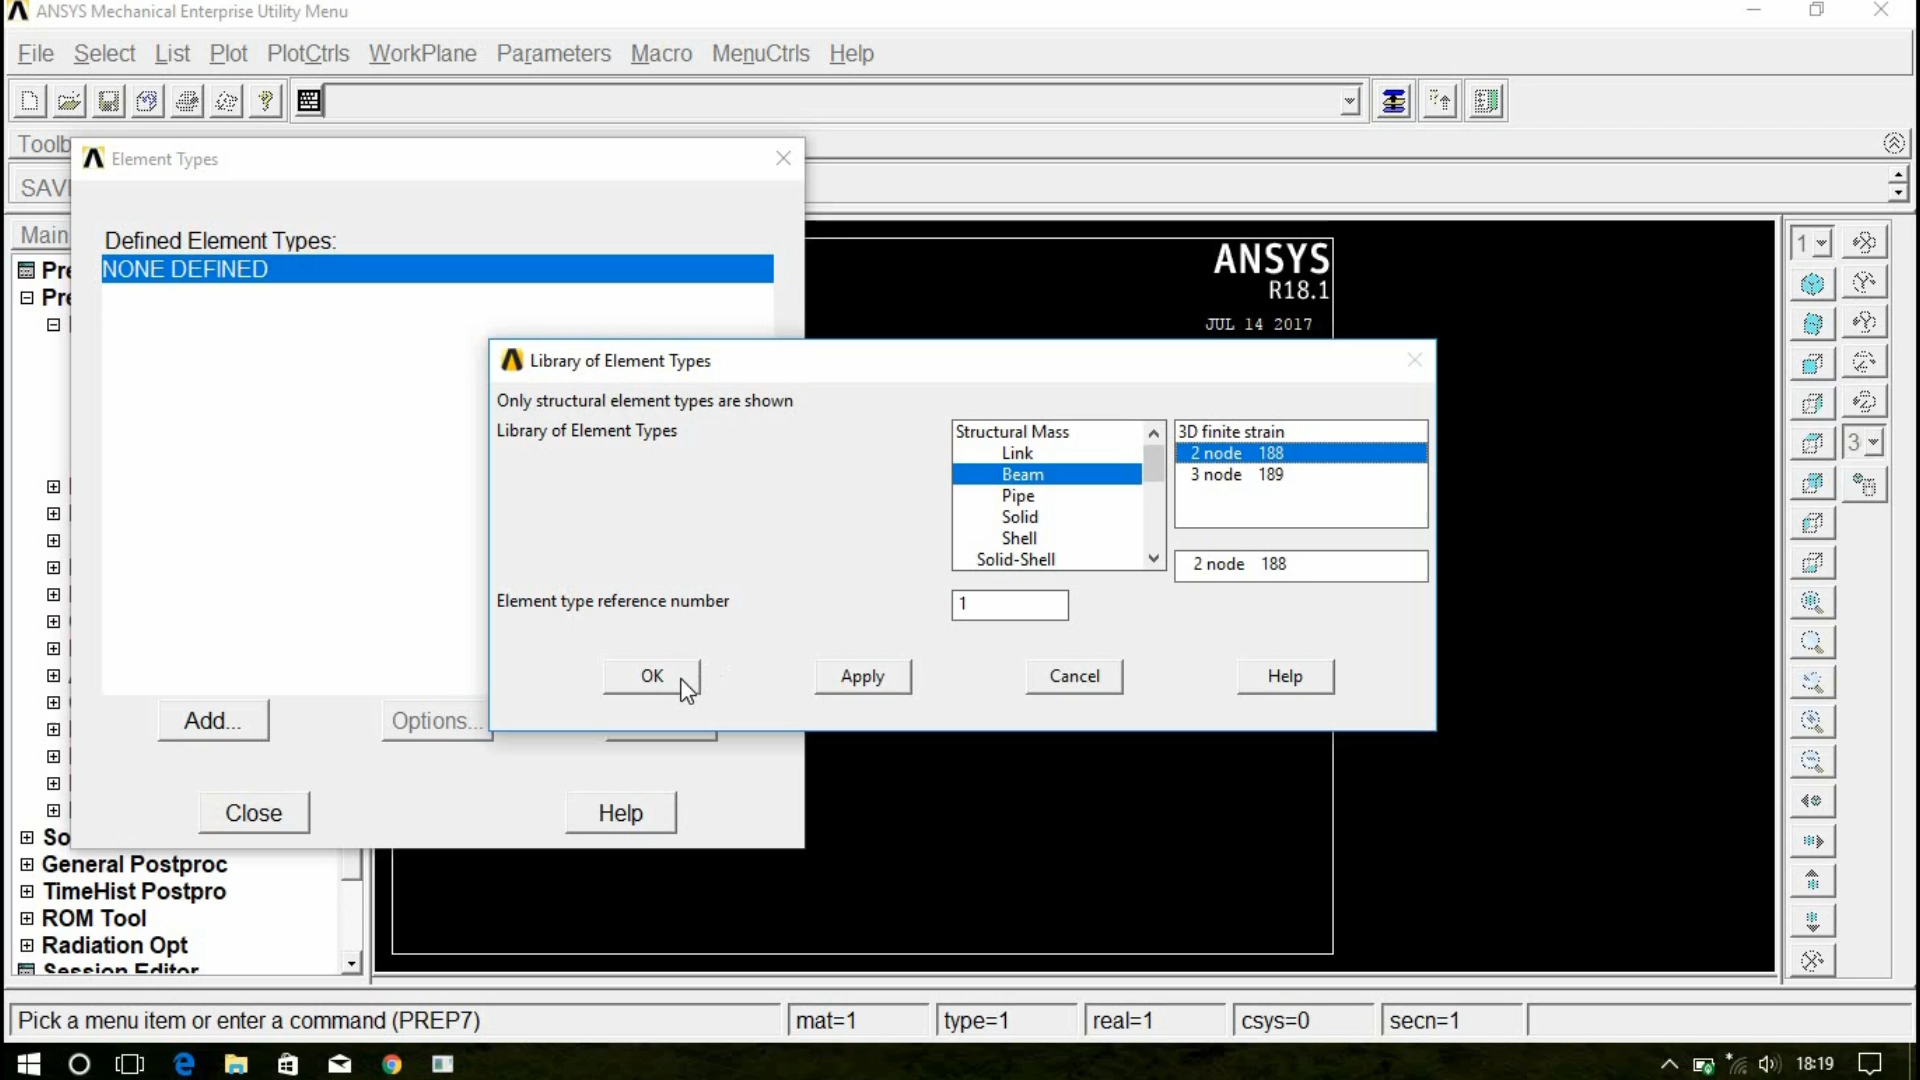 ANSYS Mechanical Enterprise Utility Menu
File Select List Plot PlotCtrls WorkPlane Parameters Macro MenuCtrls Help
Toolb
Element Types
SAV
Main
Defined Element Types:
NONE DEFINED
Pre
Pre
ANSYS
R18.1
JUL 14 2017
1
3
Library of Element Types
Only structural element types are shown
Library of Element Types
Structural Mass
Link
Beam
Pipe
Solid
Shell
Solid-Shell
3D finite strain
2 node 188
3 node 189
2 node 188
Element type reference number
1
OK Apply Cancel Help
Add... Options...
Close Help
So
General Postproc
TimeHist Postpro
ROM Tool
Radiation Opt
Session Editor
Pick a menu item or enter a command (PREP7) mat=1 type=1 real=1 csys=0 secn=1
18:19